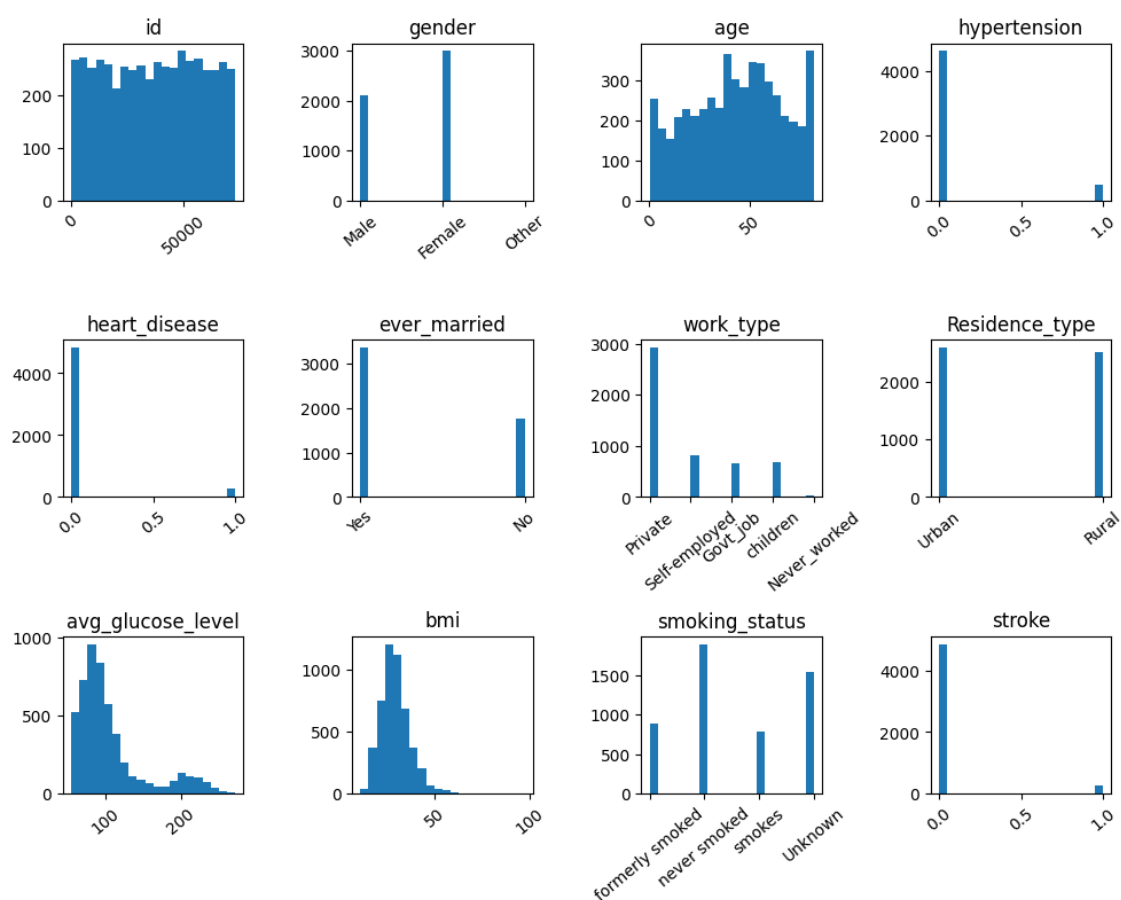 id
gender
age
hypertension
200
100
0
0
50000
3000
2000
1000
0
Male
Female
Other
300
200
100
0
0
50
4000
2000
0
0.0
0.5
1.0
heart_disease
ever_married
work_type
Residence_type
4000
2000
0
0.0
0.5
1.0
3000
2000
1000
0
Yes
No
3000
2000
1000
0
Private
Self-employed
Govt_job
children
Never_worked
2000
1000
0
Urban
Rural
avg_glucose_level
bmi
smoking_status
stroke
1000
500
0
100
200
1000
500
0
50
100
1500
1000
500
0
formerly smoked
never smoked
smokes
Unknown
4000
2000
0
0.0
0.5
1.0